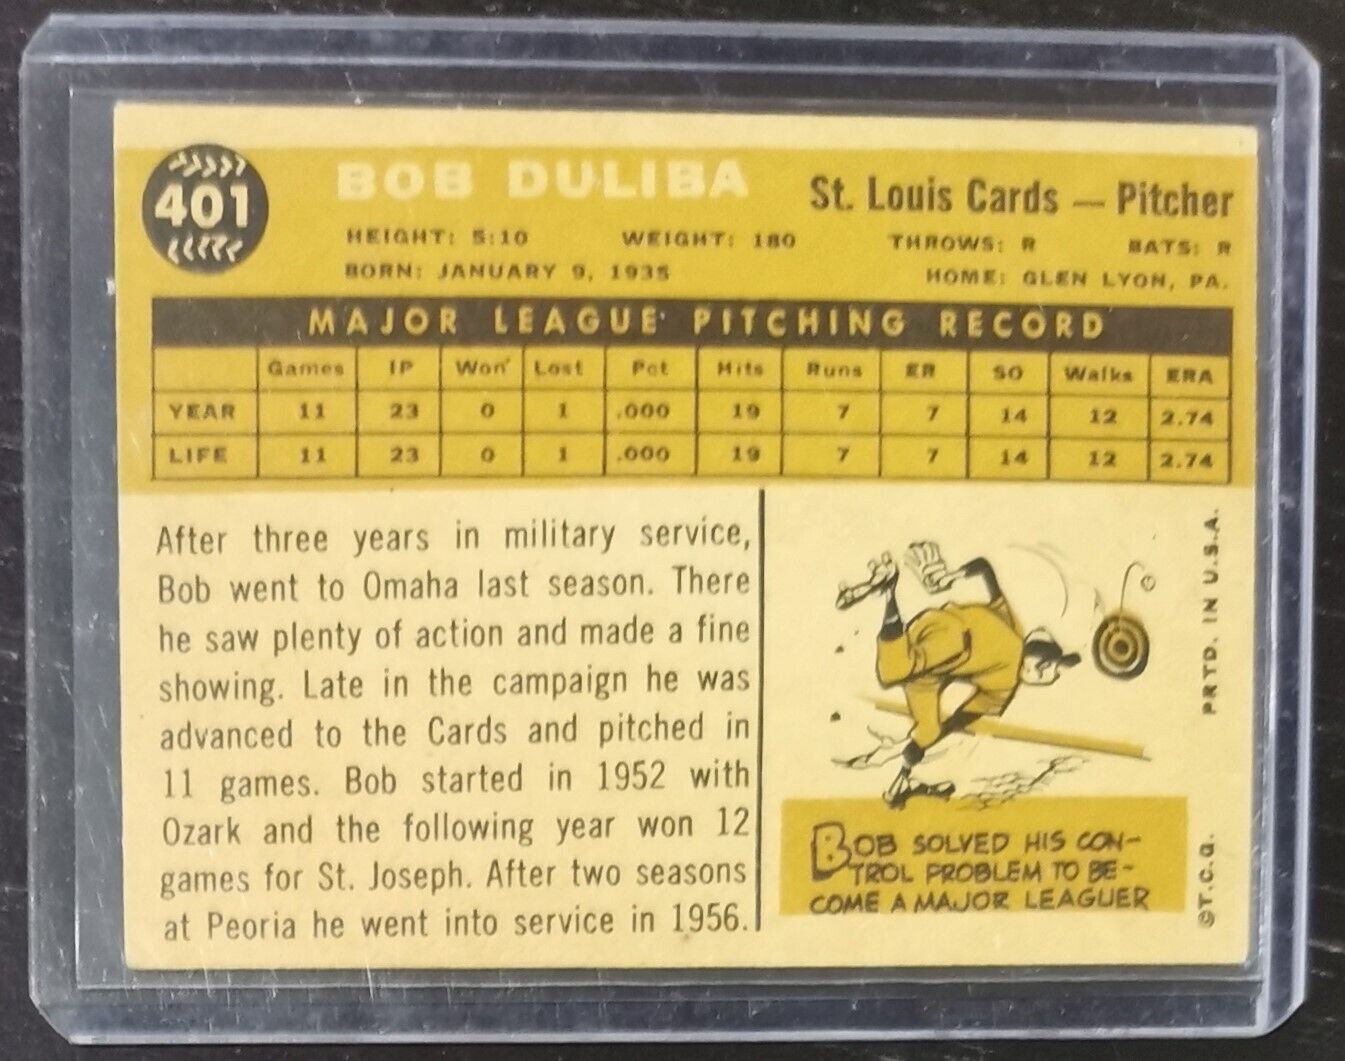 401
BOB DULIBA
St. Louis Cards — Pitcher
HEIGHT: 5:10 WEIGHT: 180 THROWS: R BATS: R
BORN: JANUARY 9, 1935 HOME: GLEN LYON, PA.
MAJOR LEAGUE PITCHING RECORD
Games IP Won Lost Pct Hits Runs ER SO Walks ERA
YEAR 11 23 0 1 .000 19 7 7 14 12 2.74
LIFE 11 23 0 1 .000 19 7 7 14 12 2.74
After three years in military service,
Bob went to Omaha last season. There
he saw plenty of action and made a fine
showing. Late in the campaign he was
advanced to the Cards and pitched in
11 games. Bob started in 1952 with
Ozark and the following year won 12
games for St. Joseph. After two seasons
at Peoria he went into service in 1956.
BOB SOLVED HIS CON-
TROL PROBLEM TO BE-
COME A MAJOR LEAGUER
©T.C.G. PRTD. IN U.S.A.